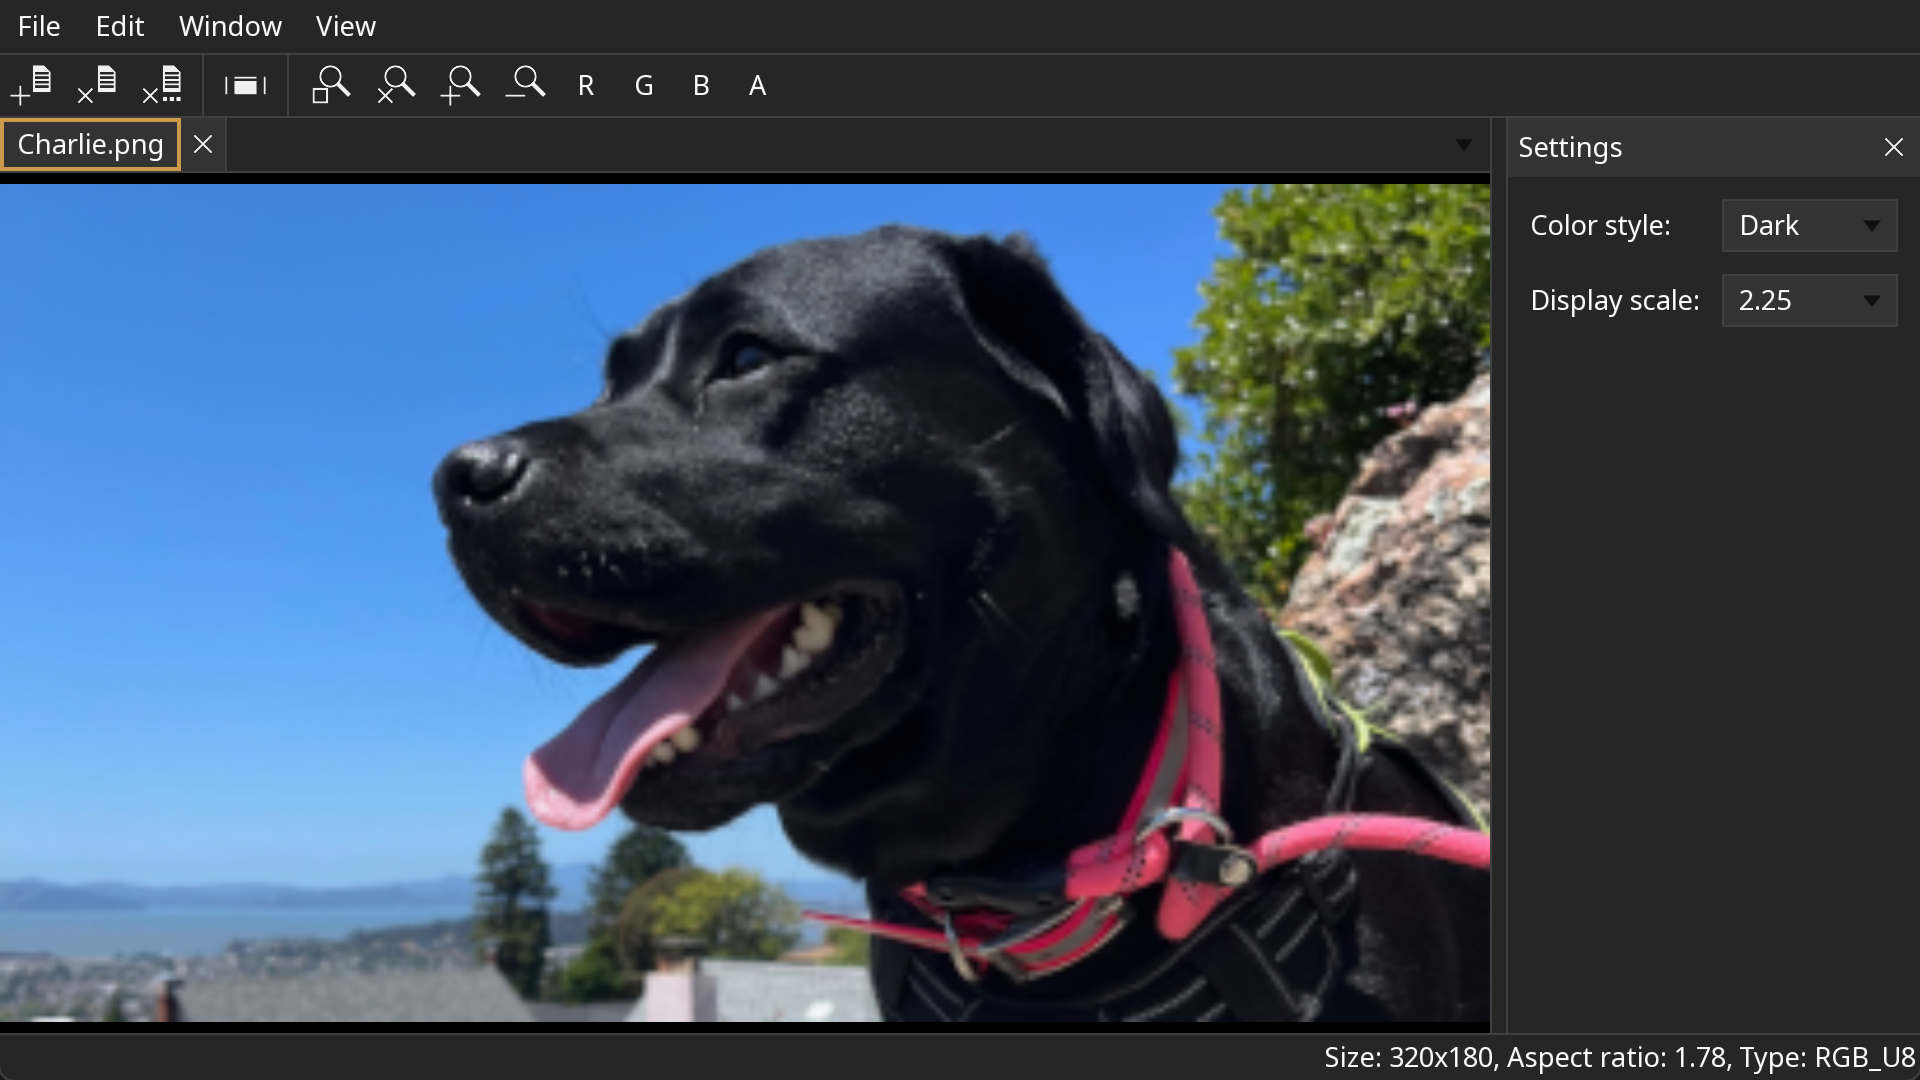 File Edit Window View
R G B A
Charlie.png
Settings
Color style: Dark
Display scale: 2.25
Size: 320x180, Aspect ratio: 1.78, Type: RGB_U8